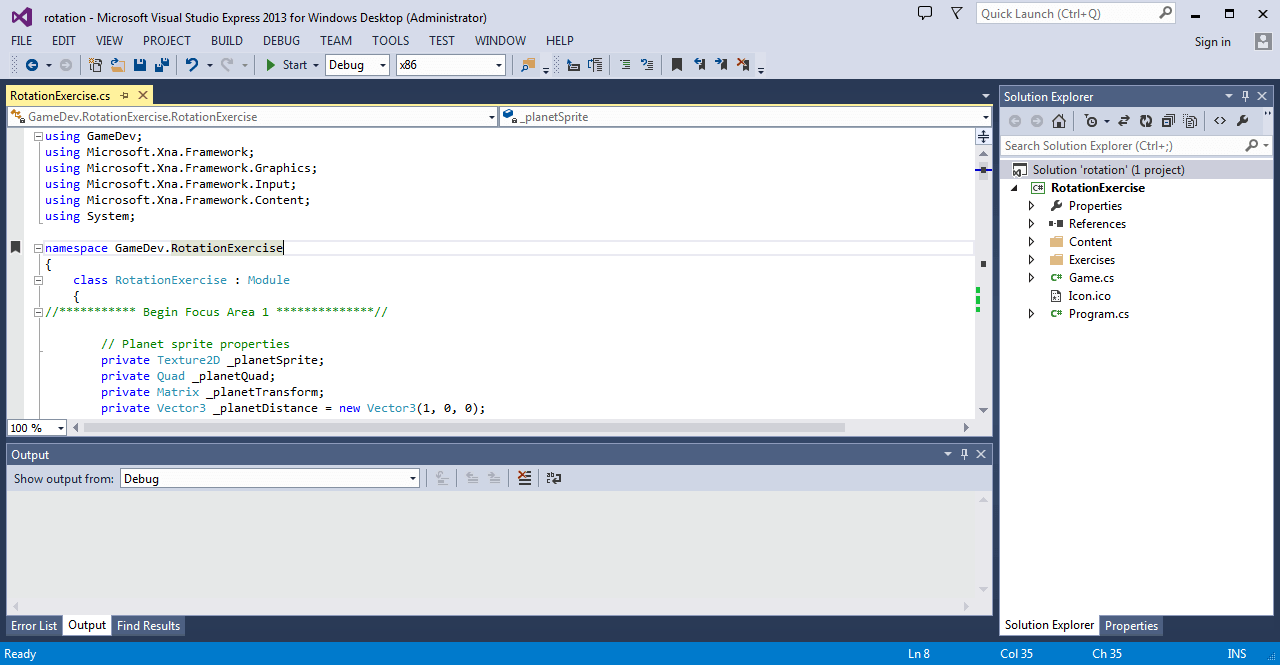 rotation - Microsoft Visual Studio Express 2013 for Windows Desktop (Administrator)
Quick Launch (Ctrl+Q)
FILE EDIT VIEW PROJECT BUILD DEBUG TEAM TOOLS TEST WINDOW HELP
Sign in
Start Debug x86
RotationExercise.cs
GameDev.RotationExercise.RotationExercise
_planetSprite
using GameDev;
using Microsoft.Xna.Framework;
using Microsoft.Xna.Framework.Graphics;
using Microsoft.Xna.Framework.Input;
using Microsoft.Xna.Framework.Content;
using System;
namespace GameDev.RotationExercise
{
class RotationExercise : Module
{
//*********** Begin Focus Area 1 **************//
// Planet sprite properties
private Texture2D _planetSprite;
private Quad _planetQuad;
private Matrix _planetTransform;
private Vector3 _planetDistance = new Vector3(1, 0, 0);
100 %
Output
Show output from: Debug
Error List Output Find Results
Solution Explorer
Search Solution Explorer (Ctrl+;)
Solution 'rotation' (1 project)
C# RotationExercise
Properties
References
Content
Exercises
C# Game.cs
Icon.ico
C# Program.cs
Solution Explorer Properties
Ready Ln 8 Col 35 Ch 35 INS